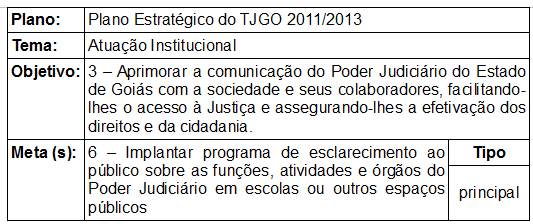 Plano: Plano Estratégico do TJGO 2011/2013
Tema: Atuação Institucional
Objetivo: 3 – Aprimorar a comunicação do Poder Judiciário do Estado
de Goiás com a sociedade e seus colaboradores, facilitando-
lhes o acesso à Justiça e assegurando-lhes a efetivação dos
direitos e da cidadania.
Meta (s): 6 – Implantar programa de esclarecimento ao
público sobre as funções, atividades e órgãos do
Poder Judiciário em escolas ou outros espaços
públicos
Tipo
principal